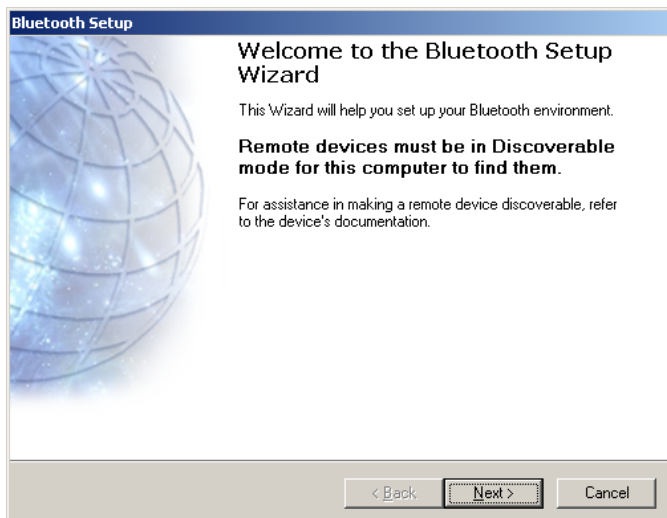 Bluetooth Setup
Welcome to the Bluetooth Setup
Wizard
This Wizard will help you set up your Bluetooth environment.
Remote devices must be in Discoverable
mode for this computer to find them.
For assistance in making a remote device discoverable, refer
to the device's documentation.
< Back
Next >
Cancel